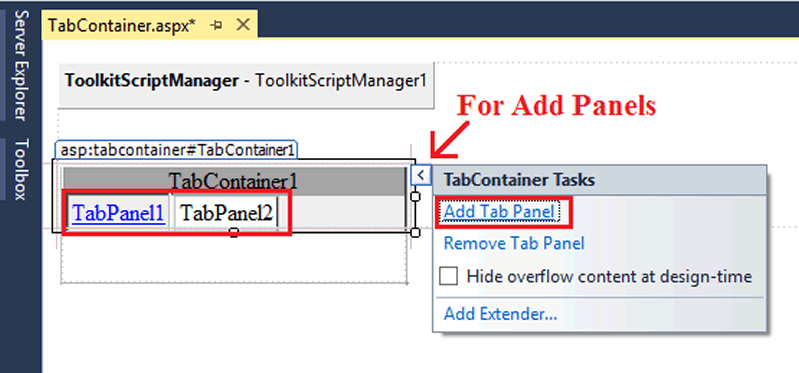 TabContainer.aspx*
Server Explorer
Toolbox
ToolkitScriptManager - ToolkitScriptManager1
For Add Panels
asp:tabcontainer#TabContainer1
TabContainer1
TabPanel1 TabPanel2
TabContainer Tasks
Add Tab Panel
Remove Tab Panel
Hide overflow content at design-time
Add Extender...